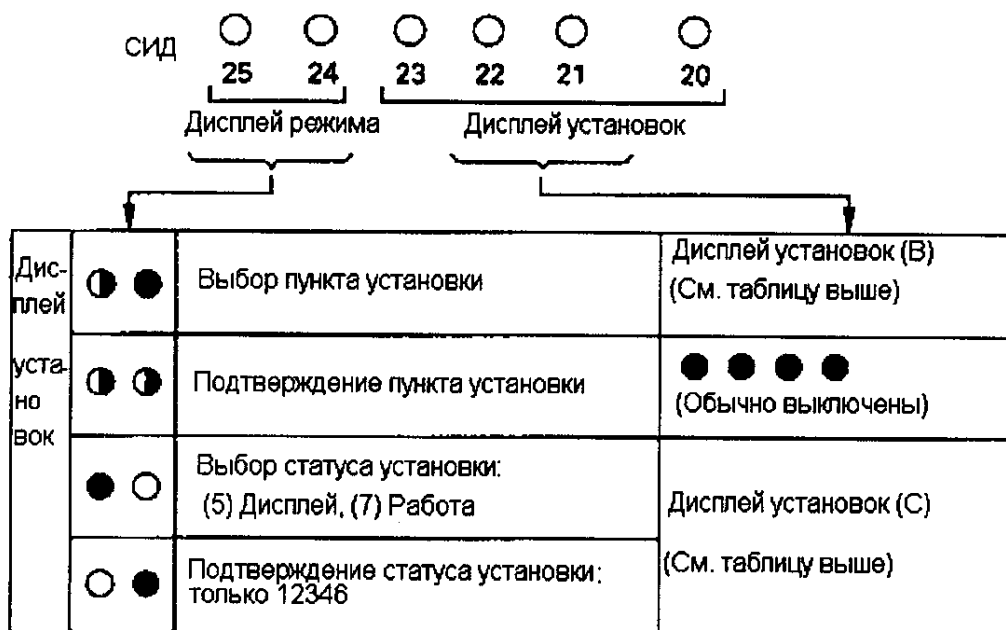 СИД
25 24 23 22 21 20
Дисплей режима
Дисплей установок
Дис-
плей
уста-
но
вок
Выбор пункта установки
Дисплей установок (B)
(См. таблицу выше)
Подтверждение пункта установки
(Обычно выключены)
Выбор статуса установки:
(5) Дисплей, (7) Работа
Дисплей установок (C)
(См. таблицу выше)
Подтверждение статуса установки:
только 12346